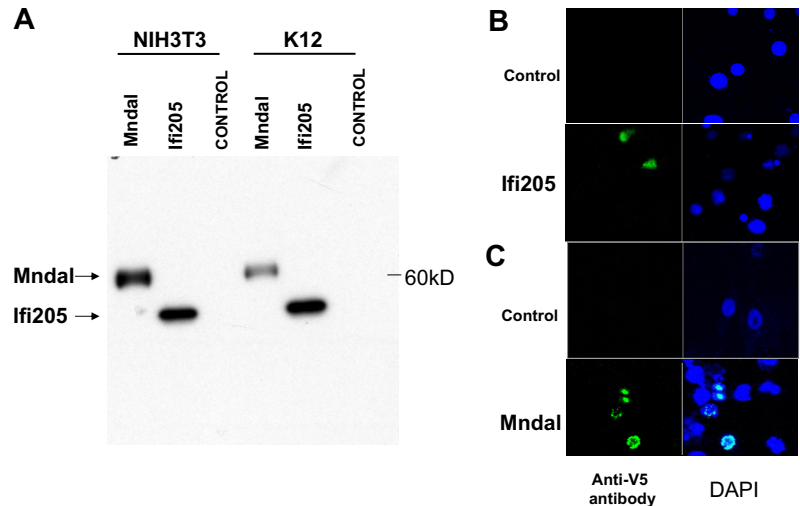 A
NIH3T3
K12
Mndal
Ifi205
CONTROL
Mndal
Ifi205
CONTROL
Mndal
Ifi205
60kD
B
Control
Ifi205
C
Control
Mndal
Anti-V5
antibody
DAPI